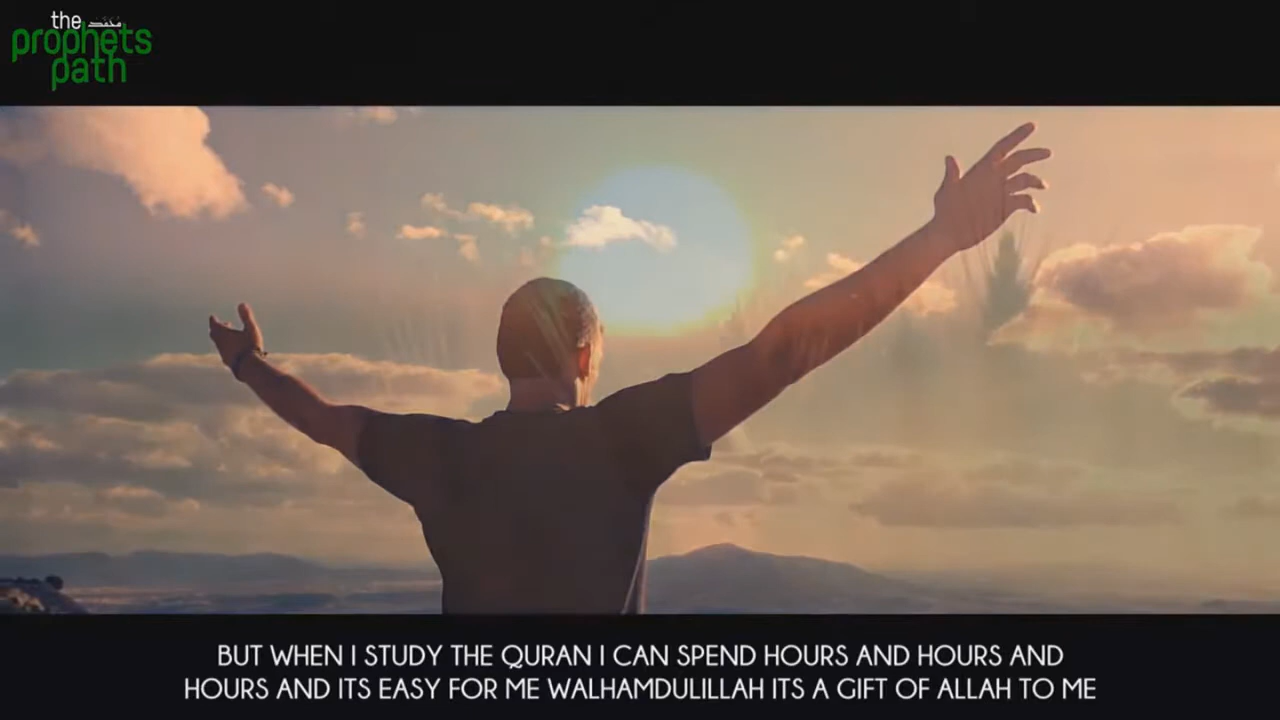 the محمد
prophets
path
BUT WHEN I STUDY THE QURAN I CAN SPEND HOURS AND HOURS AND
HOURS AND ITS EASY FOR ME WALHAMDULILLAH ITS A GIFT OF ALLAH TO ME